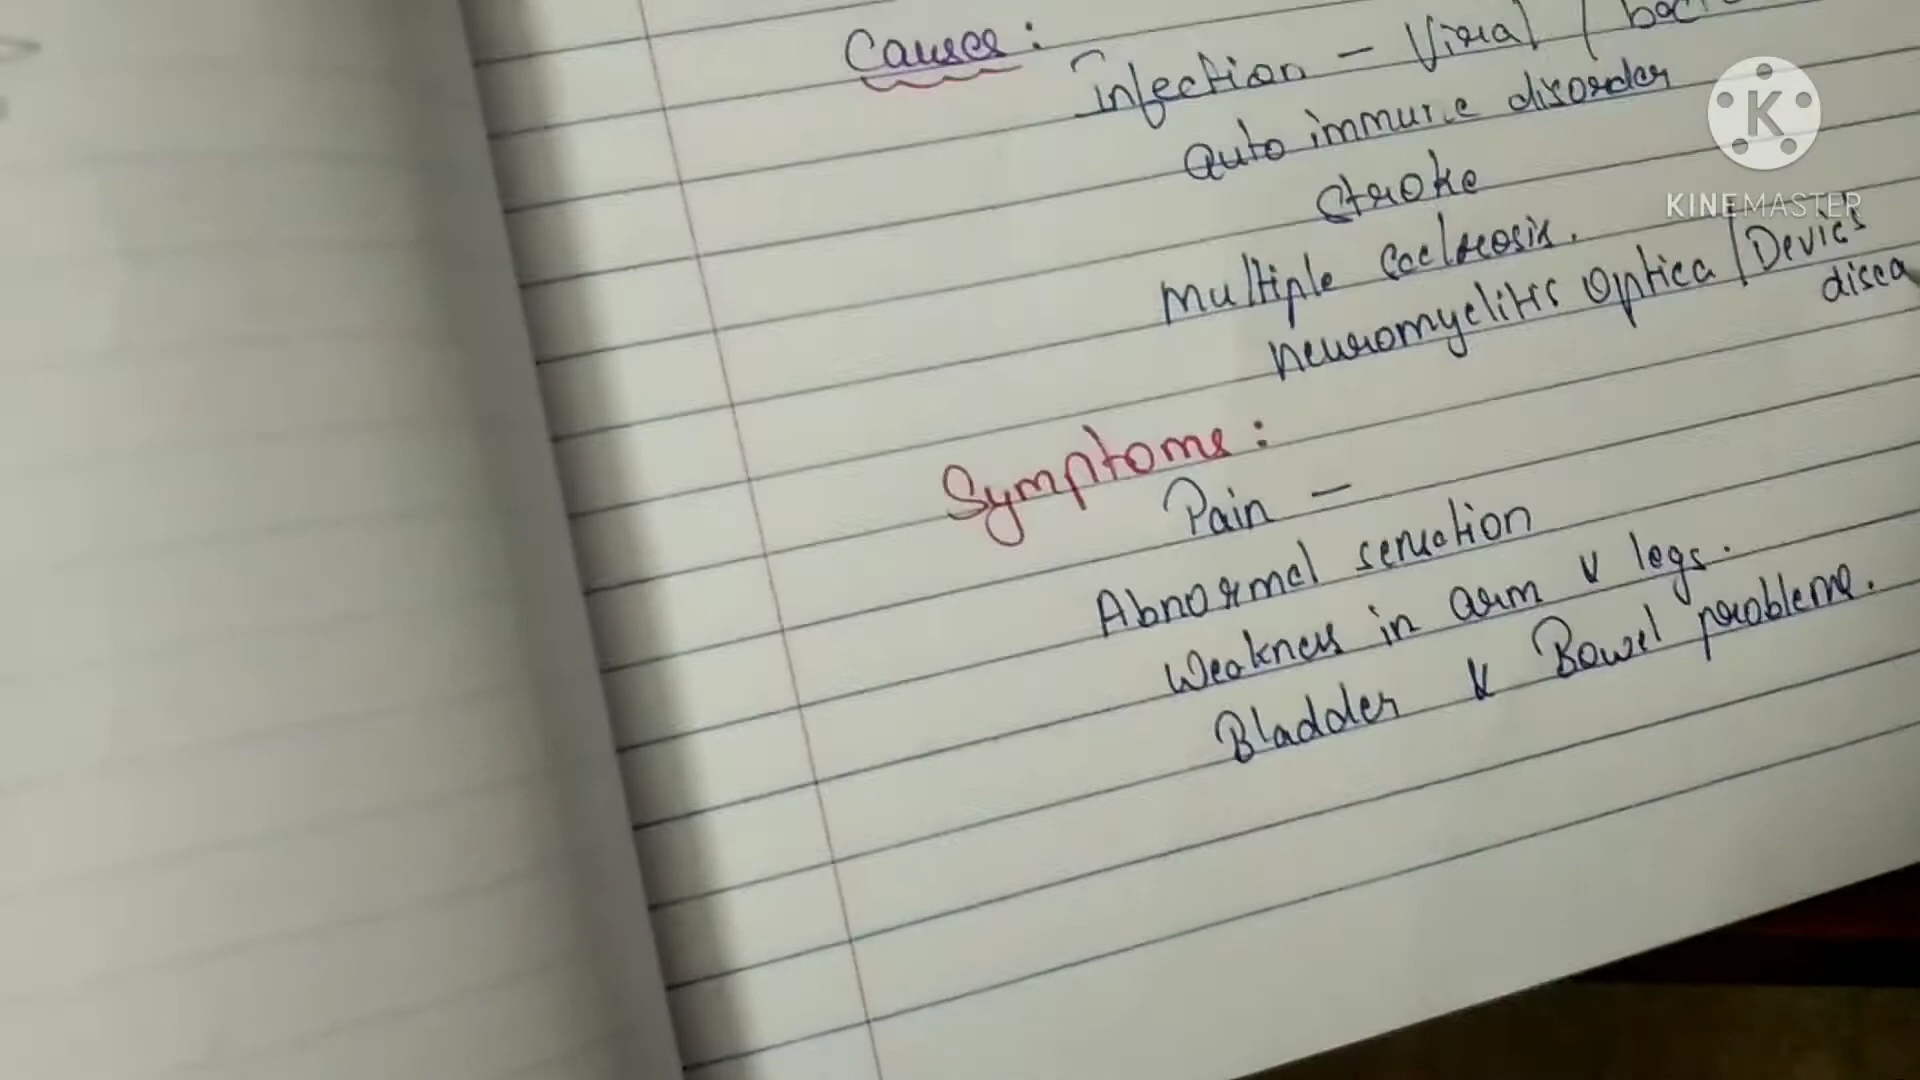 Causes :
Infection - Viral /
auto immune disorder
stroke
multiple scelrosis.
neuromyelitis optica / Devic's
disea
Symptoms :
Pain -
Abnormal sensation
Weakness in arm & legs.
Bladder & Bowel problems.
K
KINEMASTER